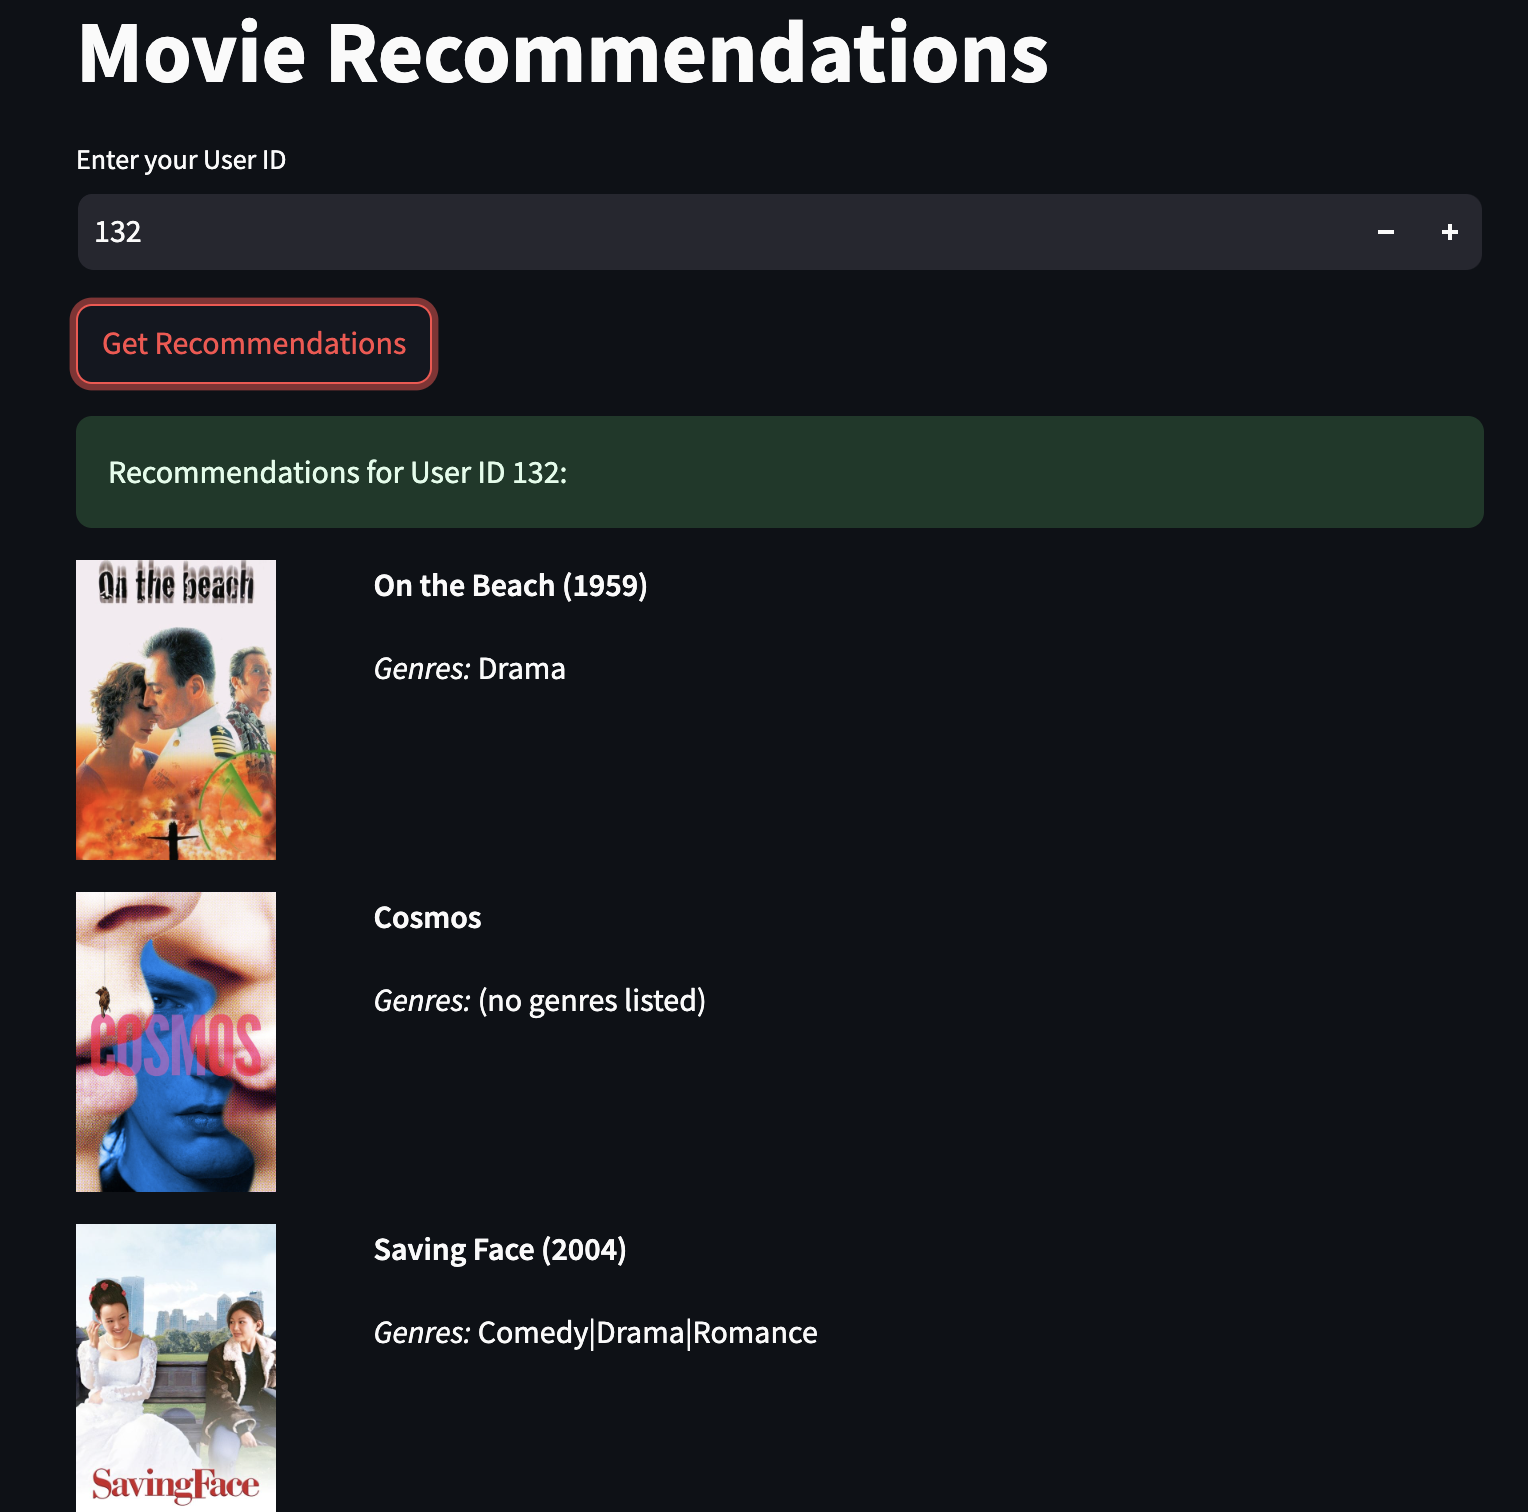 Movie Recommendations
Enter your User ID
132
Get Recommendations
Recommendations for User ID 132:
On the beach
On the Beach (1959)
Genres: Drama
COSMOS
Cosmos
Genres: (no genres listed)
Saving Face (2004)
Genres: Comedy|Drama|Romance
SavingFace